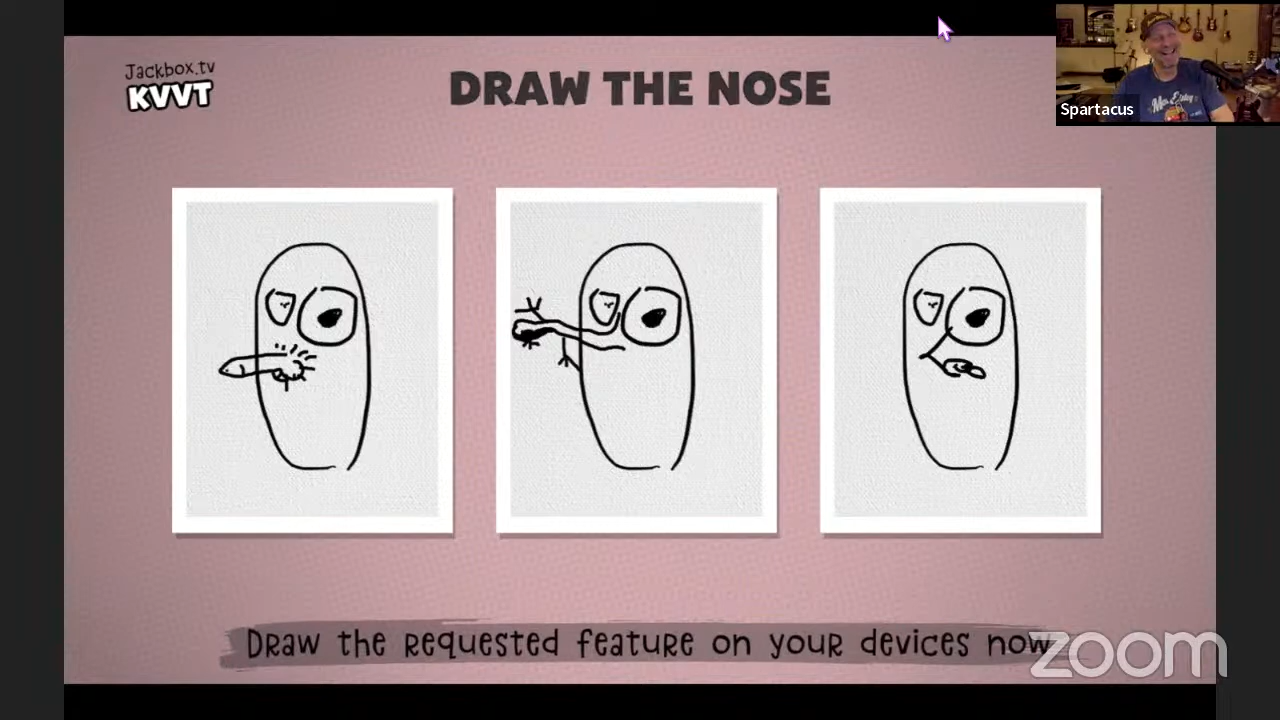 Jackbox.tv
KVVT
DRAW THE NOSE
Spartacus
Draw the requested feature on your devices now
zoom